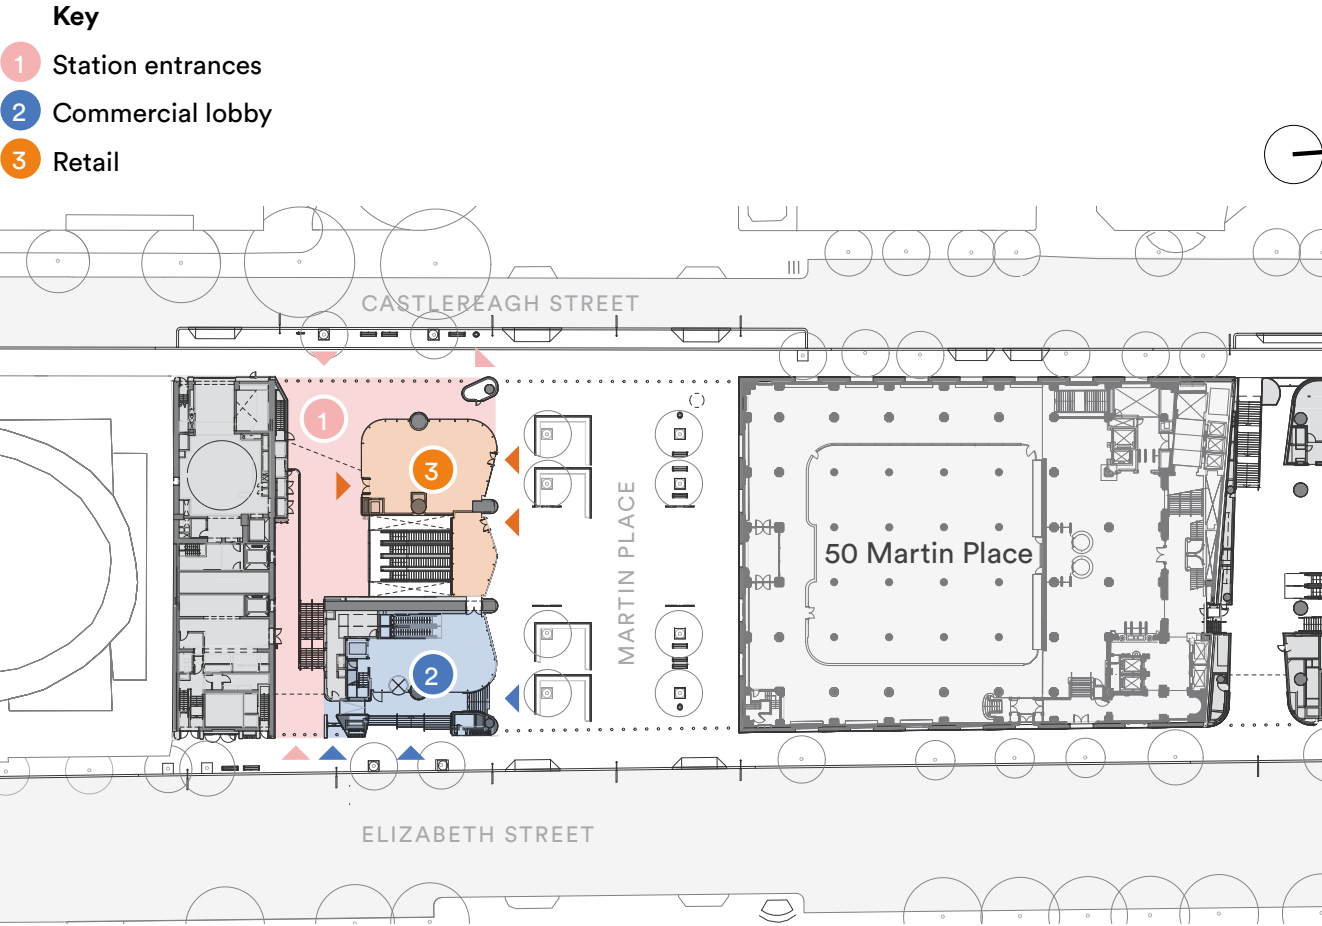 Key
1 Station entrances
2 Commercial lobby
3 Retail
CASTLEREAGH STREET
1
3
MARTIN PLACE
50 Martin Place
2
ELIZABETH STREET